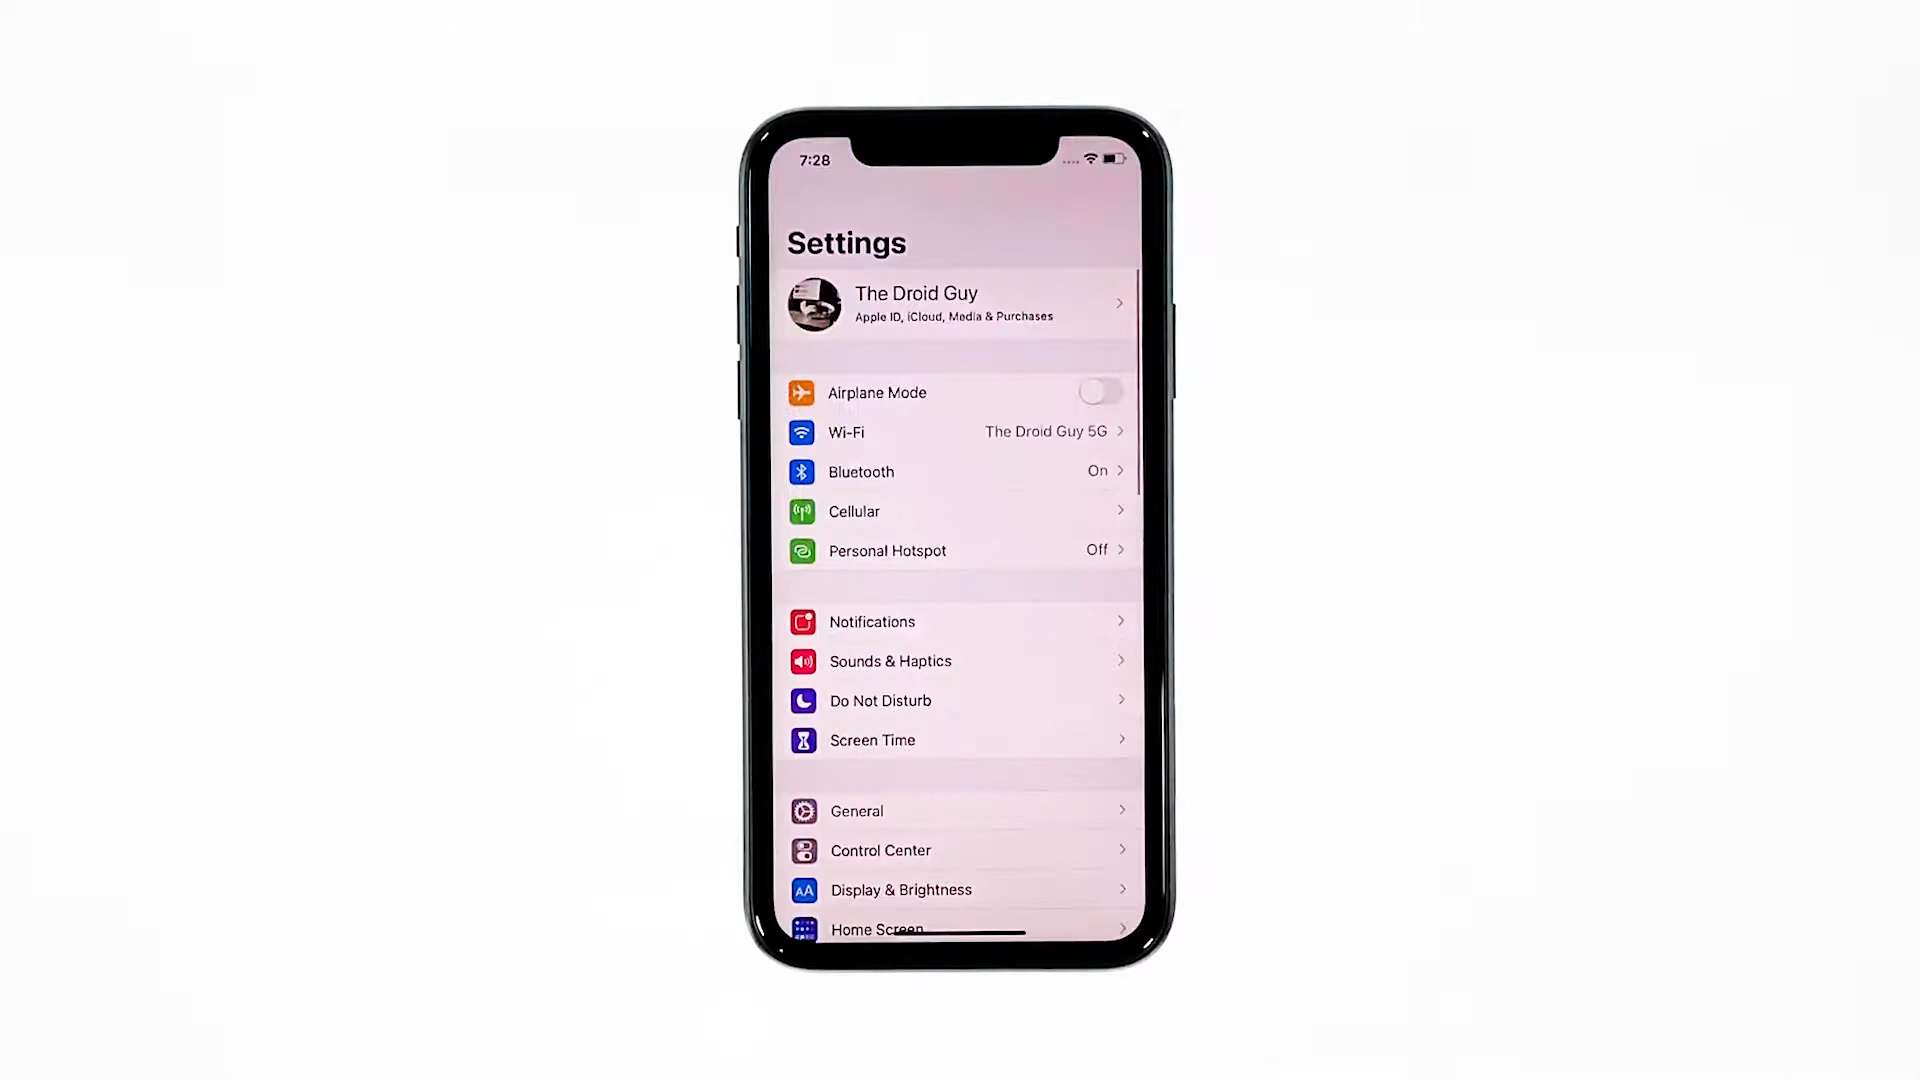 7:28
Settings
The Droid Guy
Apple ID, iCloud, Media & Purchases
Airplane Mode
Wi-Fi The Droid Guy 5G
Bluetooth On
Cellular
Personal Hotspot Off
Notifications
Sounds & Haptics
Do Not Disturb
Screen Time
General
Control Center
AA Display & Brightness
Home Screen